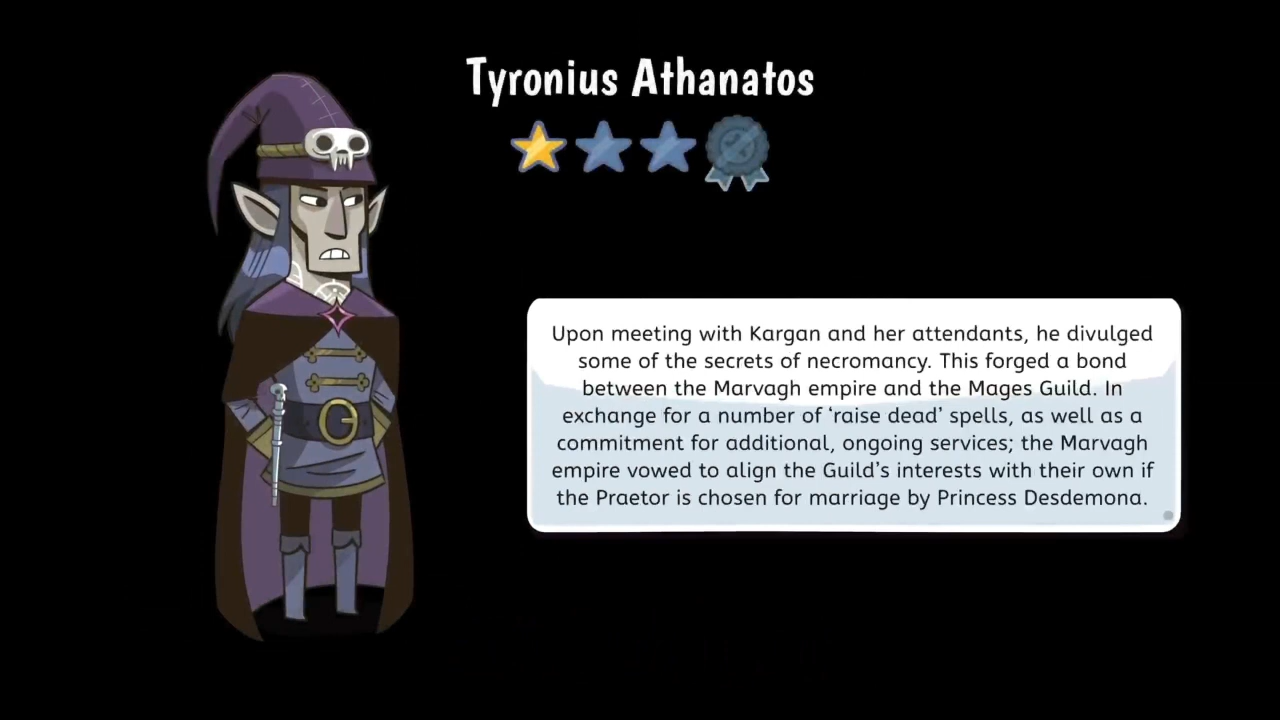 Tyronius Athanatos
Upon meeting with Kargan and her attendants, he divulged
some of the secrets of necromancy. This forged a bond
between the Marvagh empire and the Mages Guild. In
exchange for a number of ‘raise dead’ spells, as well as a
commitment for additional, ongoing services; the Marvagh
empire vowed to align the Guild’s interests with their own if
the Praetor is chosen for marriage by Princess Desdemona.